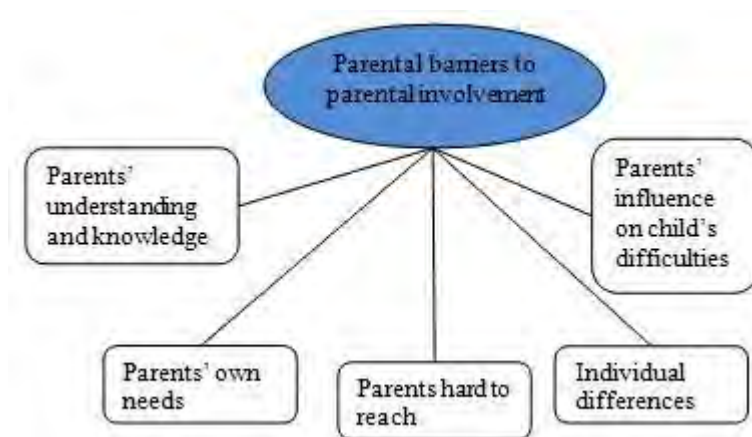 Parental barriers to
parental involvement
Parents'
understanding
and knowledge
Parents'
influence
on child's
difficulties
Parents' own
needs
Parents hard to
reach
Individual
differences